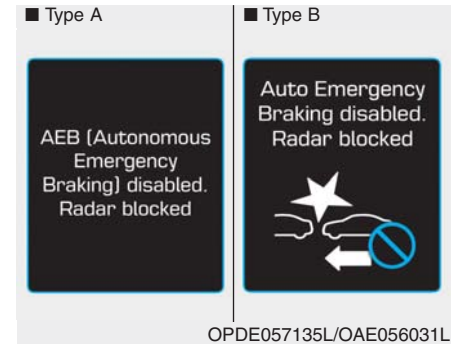 ■ Type A
AEB (Autonomous
Emergency
Braking) disabled.
Radar blocked
■ Type B
Auto Emergency
Braking disabled.
Radar blocked
OPDE057135L/OAE056031L